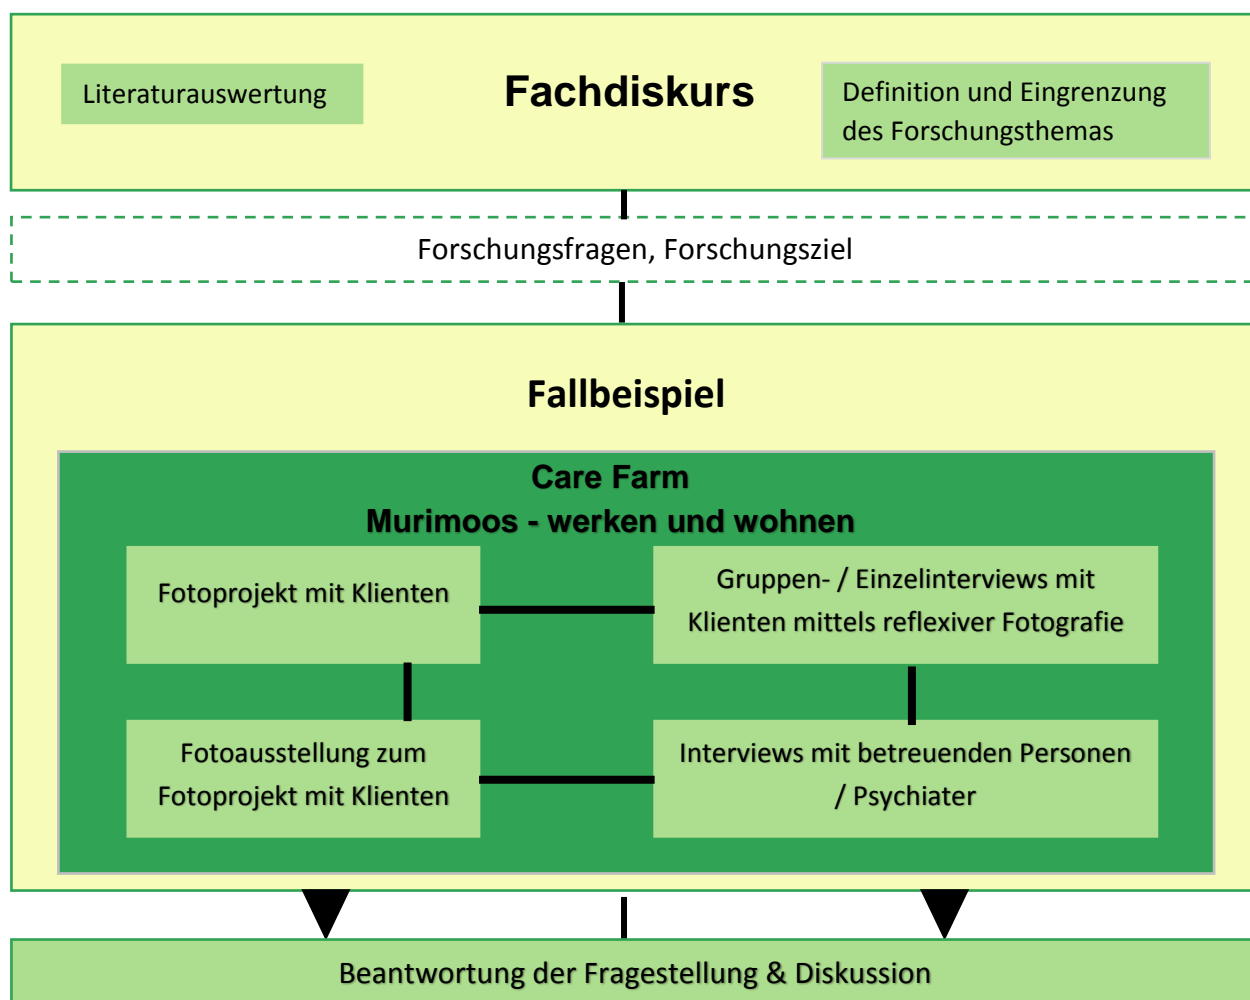 Fachdiskurs
Literaturauswertung
Definition und Eingrenzung
des Forschungsthemas
Forschungsfragen, Forschungsziel
Fallbeispiel
Care Farm
Murimoos - werken und wohnen
Fotoprojekt mit Klienten
Gruppen- / Einzelinterviews mit
Klienten mittels reflexiver Fotografie
Fotoausstellung zum
Fotoprojekt mit Klienten
Interviews mit betreuenden Personen
/ Psychiater
Beantwortung der Fragestellung & Diskussion